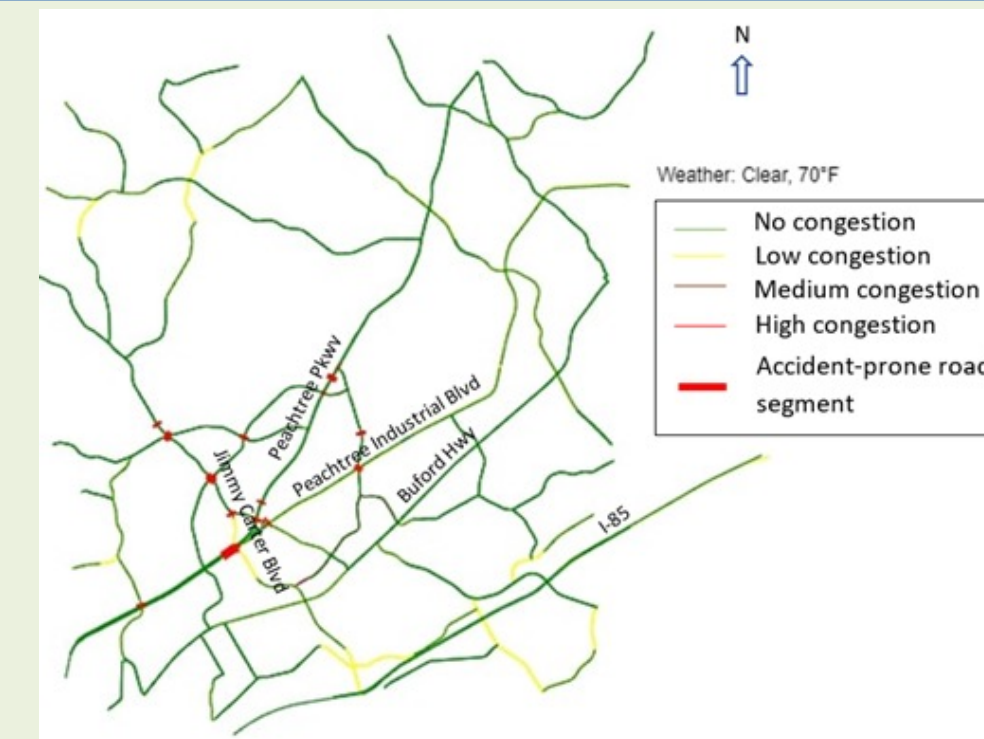 N
Weather: Clear, 70°F
No congestion
Low congestion
Medium congestion
High congestion
Accident-prone road
segment
Peachtree Pkwy
Peachtree Industrial Blvd
Jimmy Carter Blvd
Buford Hwy
I-85